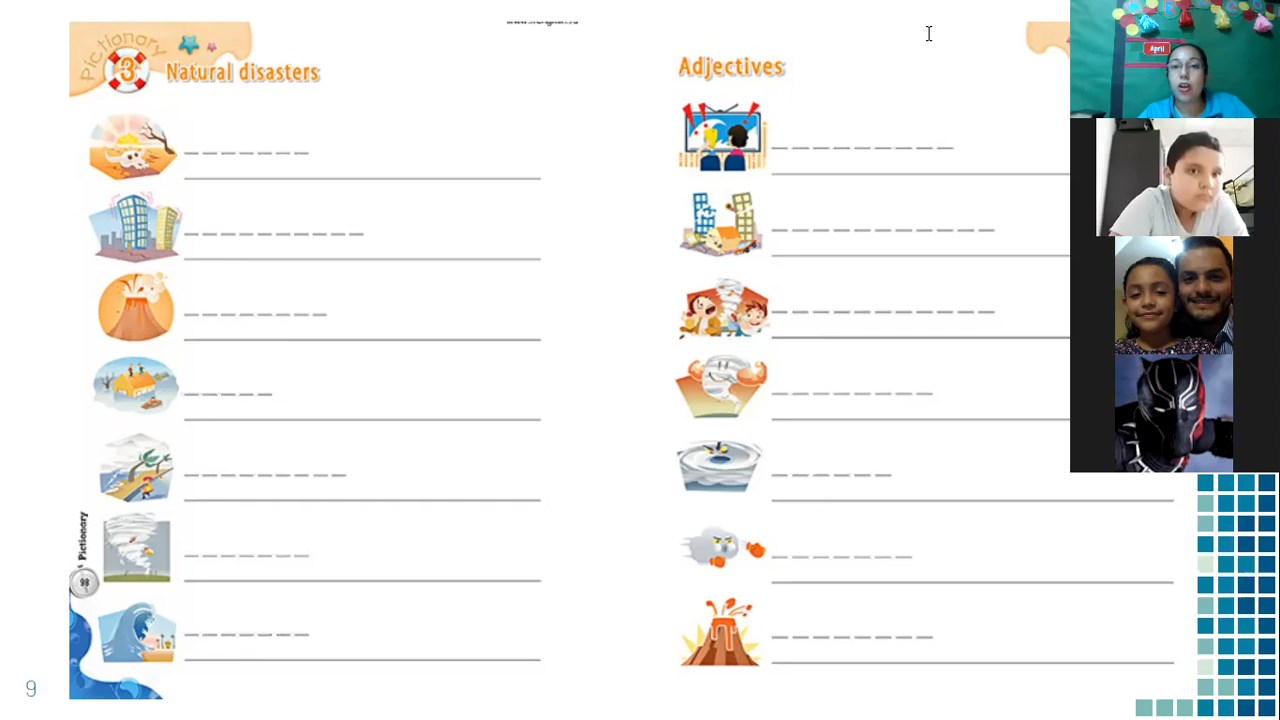 Pictionary
3
Natural disasters
Adjectives
April
Pictionary
98
9